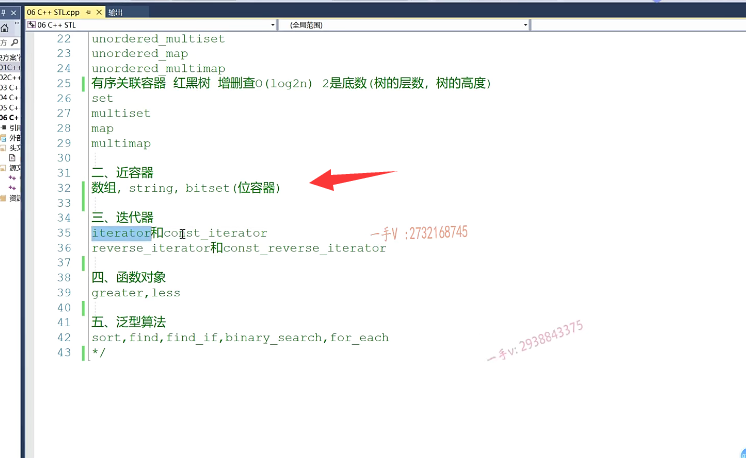 06 C++ STL.cpp
输出
06 C++ STL
(全局范围)
22 unordered_multiset
23 unordered_map
24 unordered_multimap
25 有序关联容器 红黑树 增删查O(log2n) 2是底数(树的层数，树的高度)
26 set
27 multiset
28 map
29 multimap
30
31 二、近容器
32 数组, string, bitset(位容器)
33
34 三、迭代器
35 iterator和const_iterator
36 reverse_iterator和const_reverse_iterator
37
38 四、函数对象
39 greater,less
40
41 五、泛型算法
42 sort,find,find_if,binary_search,for_each
43 */
一手V :2732168745
一手v: 2938843375